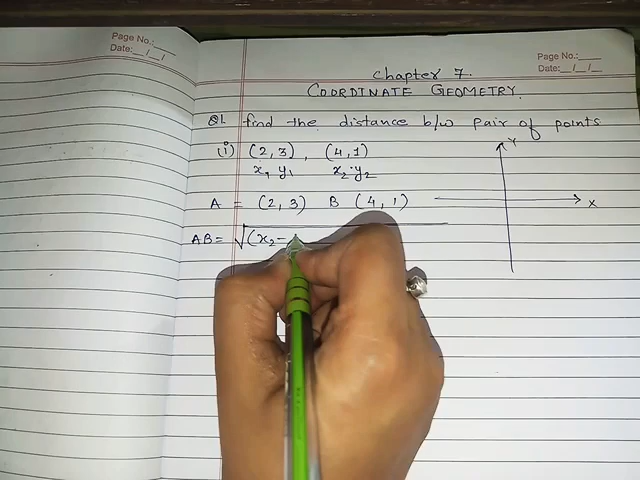 Page No.:
Date: / /
Page No.:
Date: / /
Chapter 7.
COORDINATE GEOMETRY.
Q1. find the distance b/w pair of points
(i) (2,3), (4,1)
x₁ y₁ x₂ y₂
Y
A = (2,3) B (4,1)
X
AB = √(x₂ -